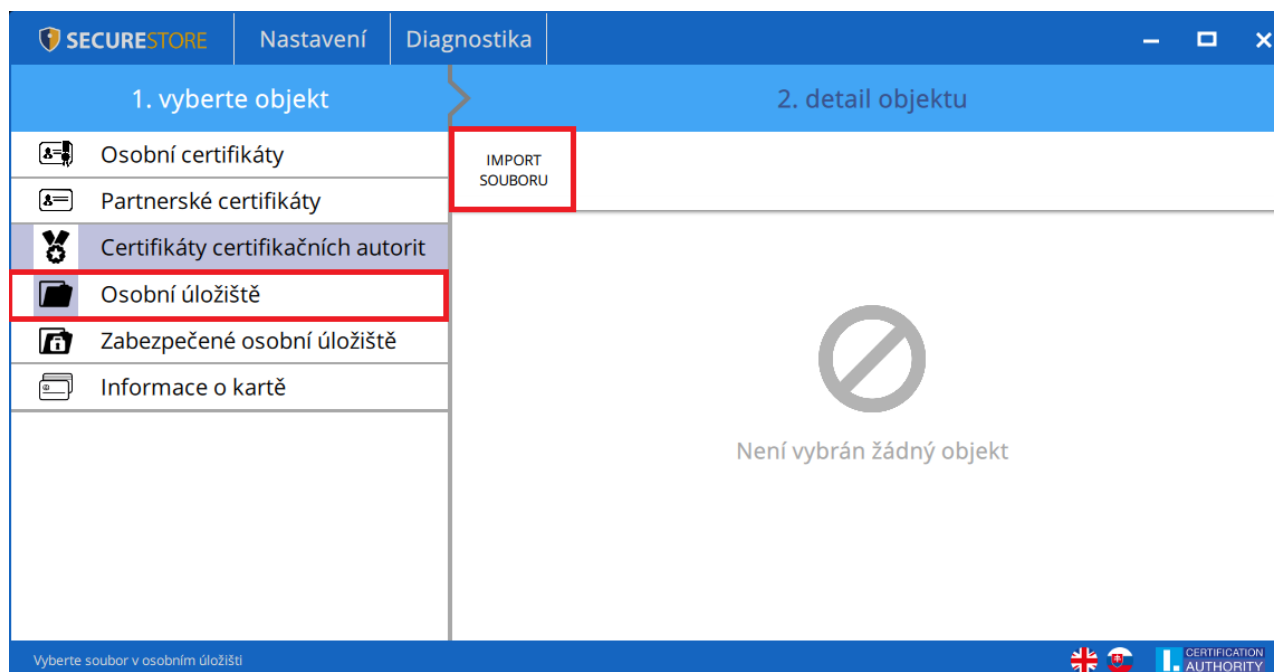 SECURESTORE
Nastavení
Diagnostika
1. vyberte objekt
2. detail objektu
Osobní certifikáty
Partnerské certifikáty
Certifikáty certifikačních autorit
Osobní úložiště
Zabezpečené osobní úložiště
Informace o kartě
IMPORT
SOUBORU
Není vybrán žádný objekt
Vyberte soubor v osobním úložišti
I. CERTIFICATION
AUTHORITY